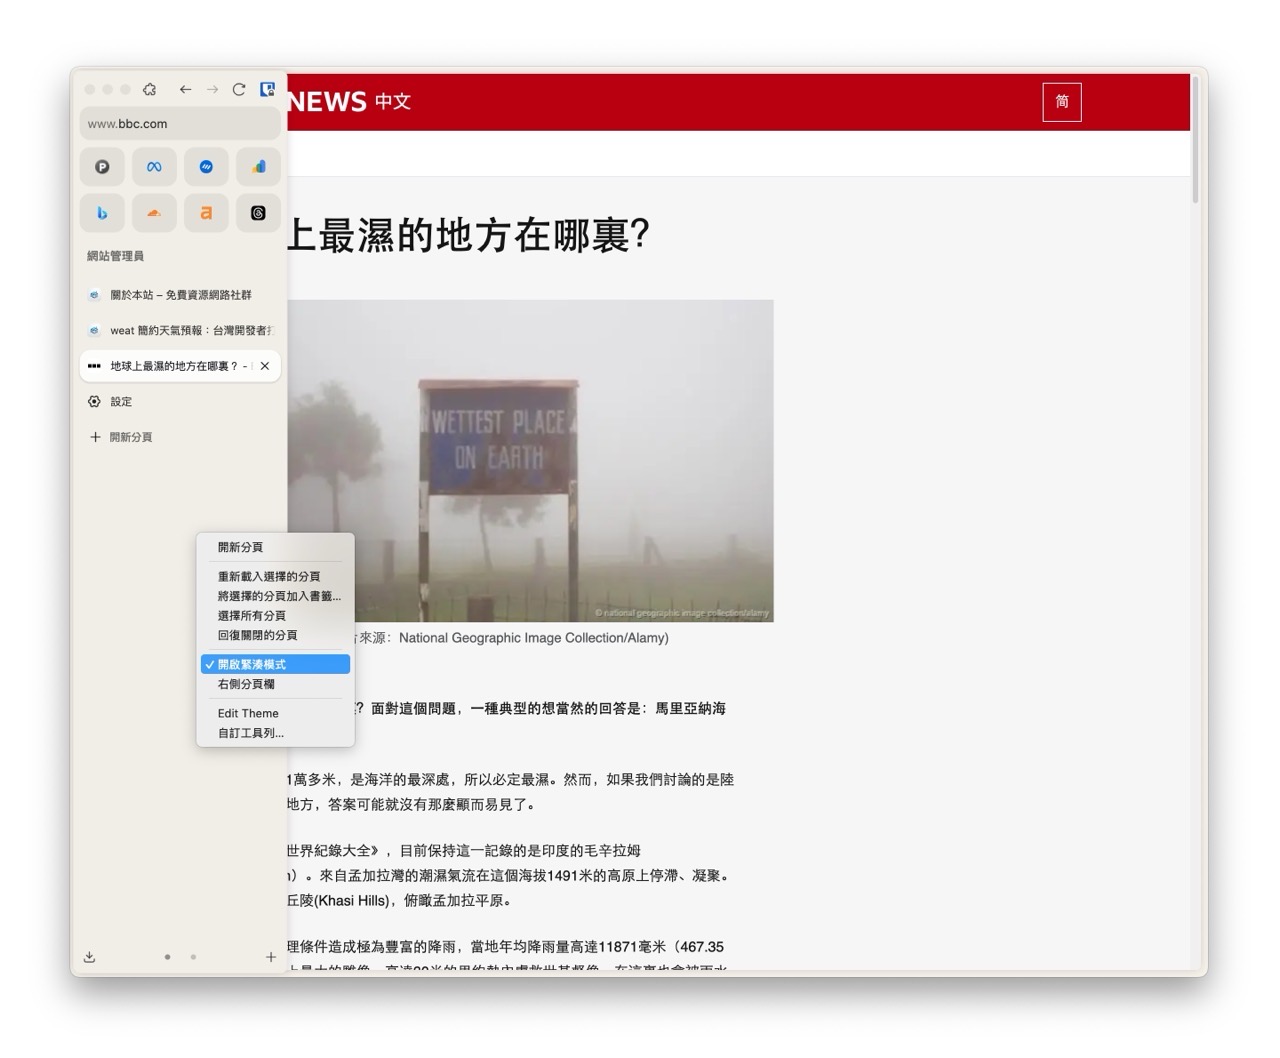 www.bbc.com
網站管理員
關於本站 – 免費資源網路社群
weat 簡約天氣預報：台灣開發者打
地球上最濕的地方在哪裏？ -
設定
開新分頁
開新分頁
重新載入選擇的分頁
將選擇的分頁加入書籤...
選擇所有分頁
回復關閉的分頁
開啟緊湊模式
右側分頁欄
Edit Theme
自訂工具列...
NEWS 中文
简
上最濕的地方在哪裏？
WETTEST PLACE
ON EARTH
© national geographic image collection/alamy
來源：National Geographic Image Collection/Alamy)
？面對這個問題，一種典型的想當然的回答是：馬里亞納海
1萬多米，是海洋的最深處，所以必定最濕。然而，如果我們討論的是陸
地方，答案可能就沒有那麼顯而易見了。
世界紀錄大全》，目前保持這一記錄的是印度的毛辛拉姆
）。來自孟加拉灣的潮濕氣流在這個海拔1491米的高原上停滯、凝聚。
丘陵(Khasi Hills)，俯瞰孟加拉平原。
理條件造成極為豐富的降雨，當地年均降雨量高達11871毫米（467.35